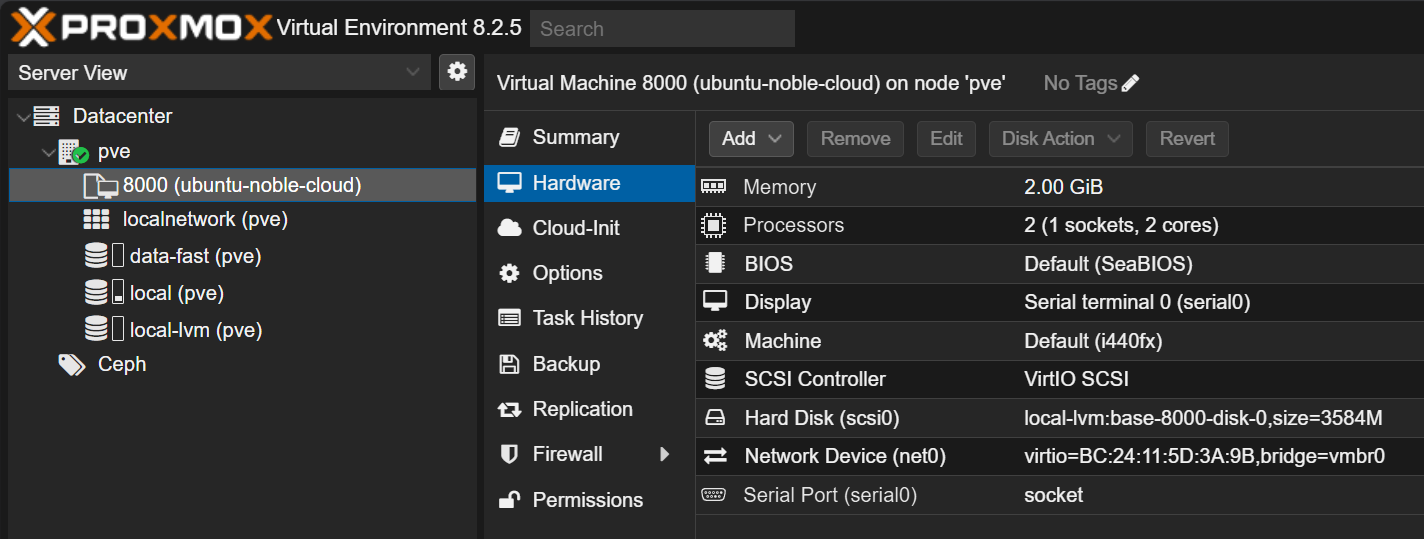 PROXMOX Virtual Environment 8.2.5 Search
Server View
Virtual Machine 8000 (ubuntu-noble-cloud) on node 'pve' No Tags
Datacenter
pve
8000 (ubuntu-noble-cloud)
localnetwork (pve)
data-fast (pve)
local (pve)
local-lvm (pve)
Ceph
Summary
Hardware
Cloud-Init
Options
Task History
Backup
Replication
Firewall
Permissions
Add Remove Edit Disk Action Revert
Memory 2.00 GiB
Processors 2 (1 sockets, 2 cores)
BIOS Default (SeaBIOS)
Display Serial terminal 0 (serial0)
Machine Default (i440fx)
SCSI Controller VirtIO SCSI
Hard Disk (scsi0) local-lvm:base-8000-disk-0,size=3584M
Network Device (net0) virtio=BC:24:11:5D:3A:9B,bridge=vmbr0
Serial Port (serial0) socket